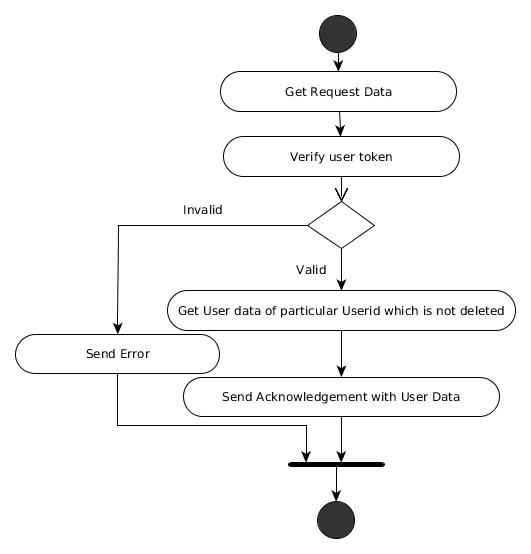 Get Request Data
Verify user token
Invalid
Valid
Get User data of particular Userid which is not deleted
Send Error
Send Acknowledgement with User Data